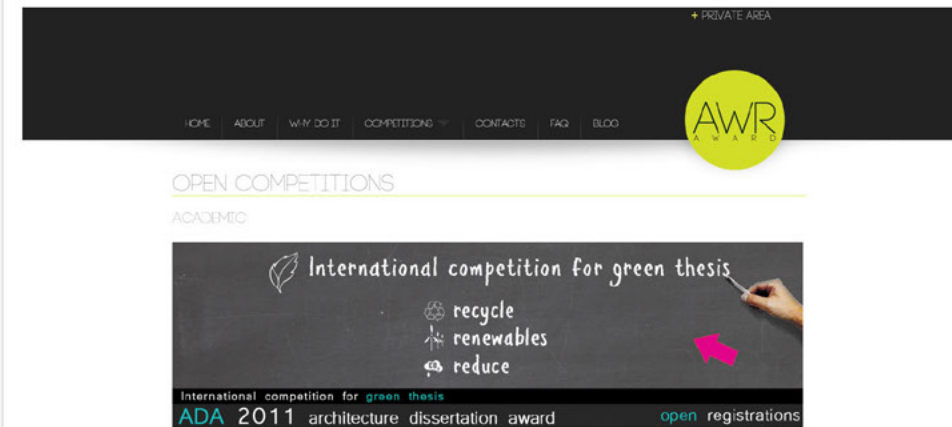 + PRIVATE AREA
HOME ABOUT WHY DO IT COMPETITIONS CONTACTS FAQ BLOG
AWR
AWARD
OPEN COMPETITIONS
ACADEMIC
International competition for green thesis
recycle
renewables
reduce
International competition for green thesis
ADA 2011 architecture dissertation award open registrations